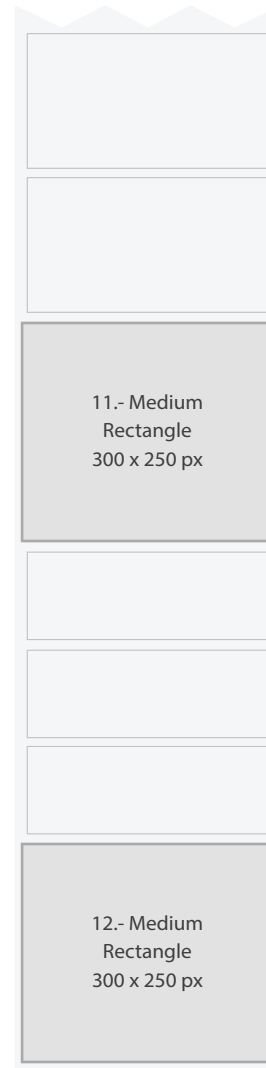 11.- Medium
Rectangle
300 x 250 px
12.- Medium
Rectangle
300 x 250 px